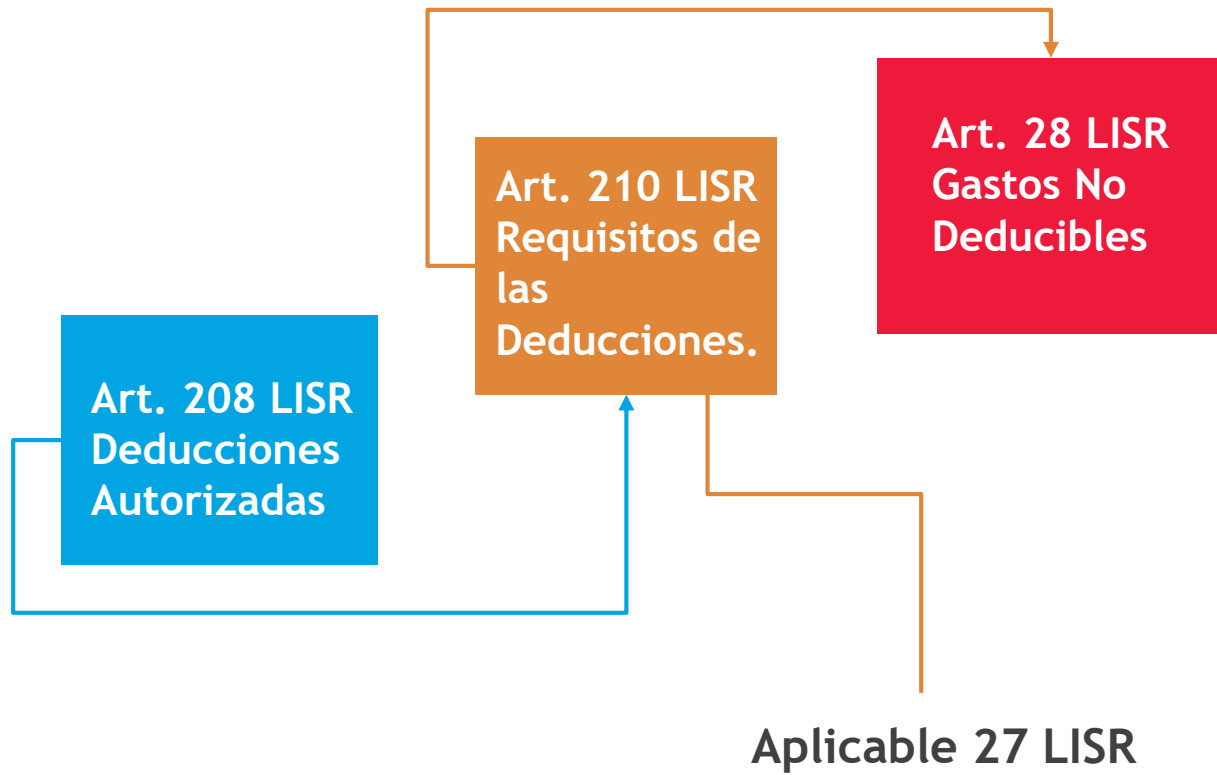 Art. 28 LISR
Gastos No
Deducibles
Art. 210 LISR
Requisitos de
las
Deducciones.
Art. 208 LISR
Deducciones
Autorizadas
Aplicable 27 LISR